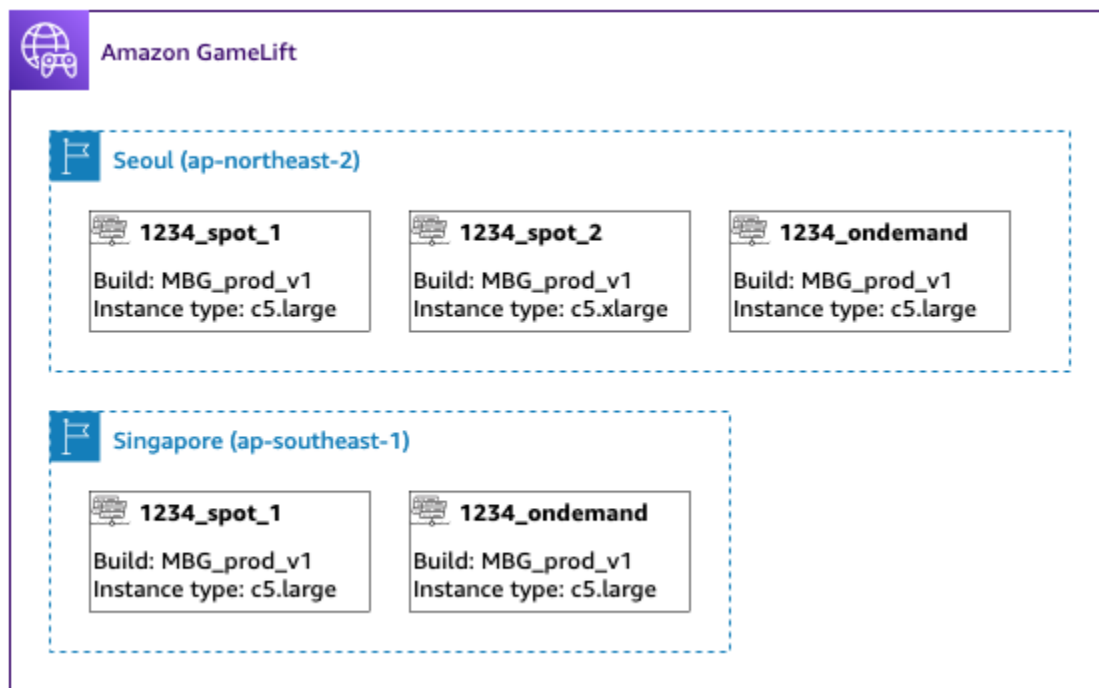 Amazon GameLift
Seoul (ap-northeast-2)
1234_spot_1
Build: MBG_prod_v1
Instance type: c5.large
1234_spot_2
Build: MBG_prod_v1
Instance type: c5.xlarge
1234_ondemand
Build: MBG_prod_v1
Instance type: c5.large
Singapore (ap-southeast-1)
1234_spot_1
Build: MBG_prod_v1
Instance type: c5.large
1234_ondemand
Build: MBG_prod_v1
Instance type: c5.large